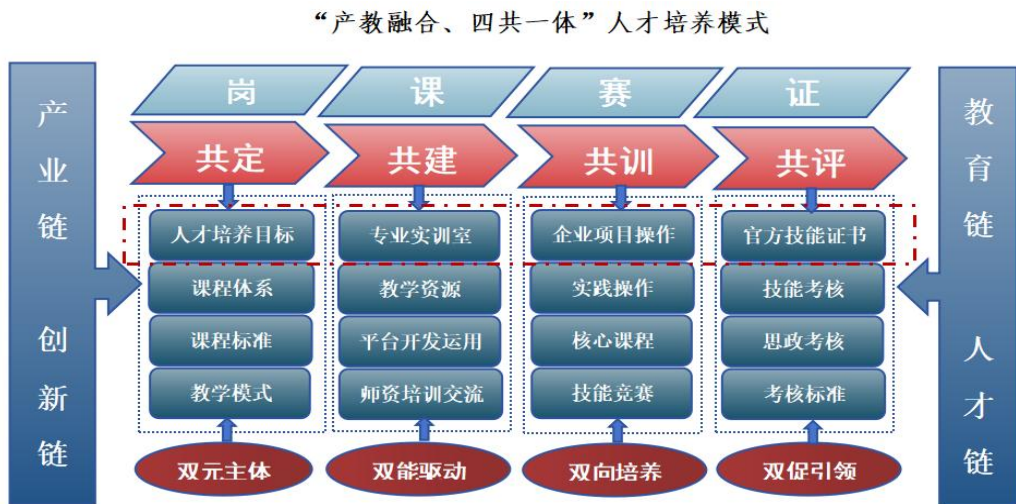 “产教融合、四共一体”人才培养模式
产业链 创新链
岗 课 赛 证
共定 共建 共训 共评
人才培养目标 专业实训室 企业项目操作 官方技能证书
课程体系 教学资源 实践操作 技能考核
课程标准 平台开发运用 核心课程 思政考核
教学模式 师资培训交流 技能竞赛 考核标准
双元主体 双能驱动 双向培养 双促引领
教育链 人才链